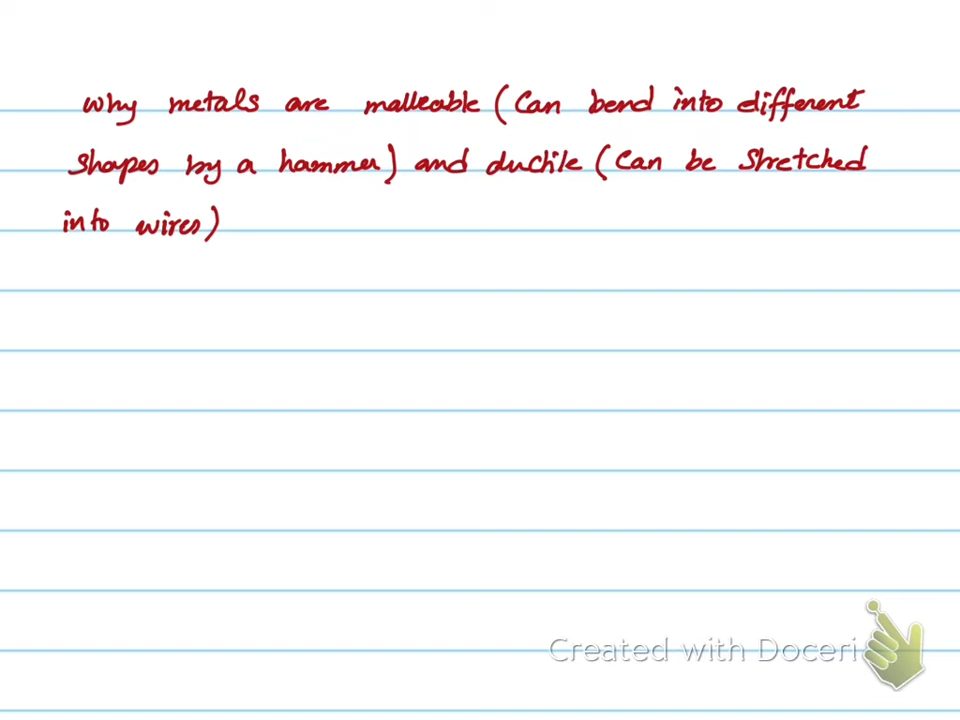 why metals are malleable (Can bend into different
shapes by a hammer) and ductile (Can be stretched
into wires)
Created with Doceri